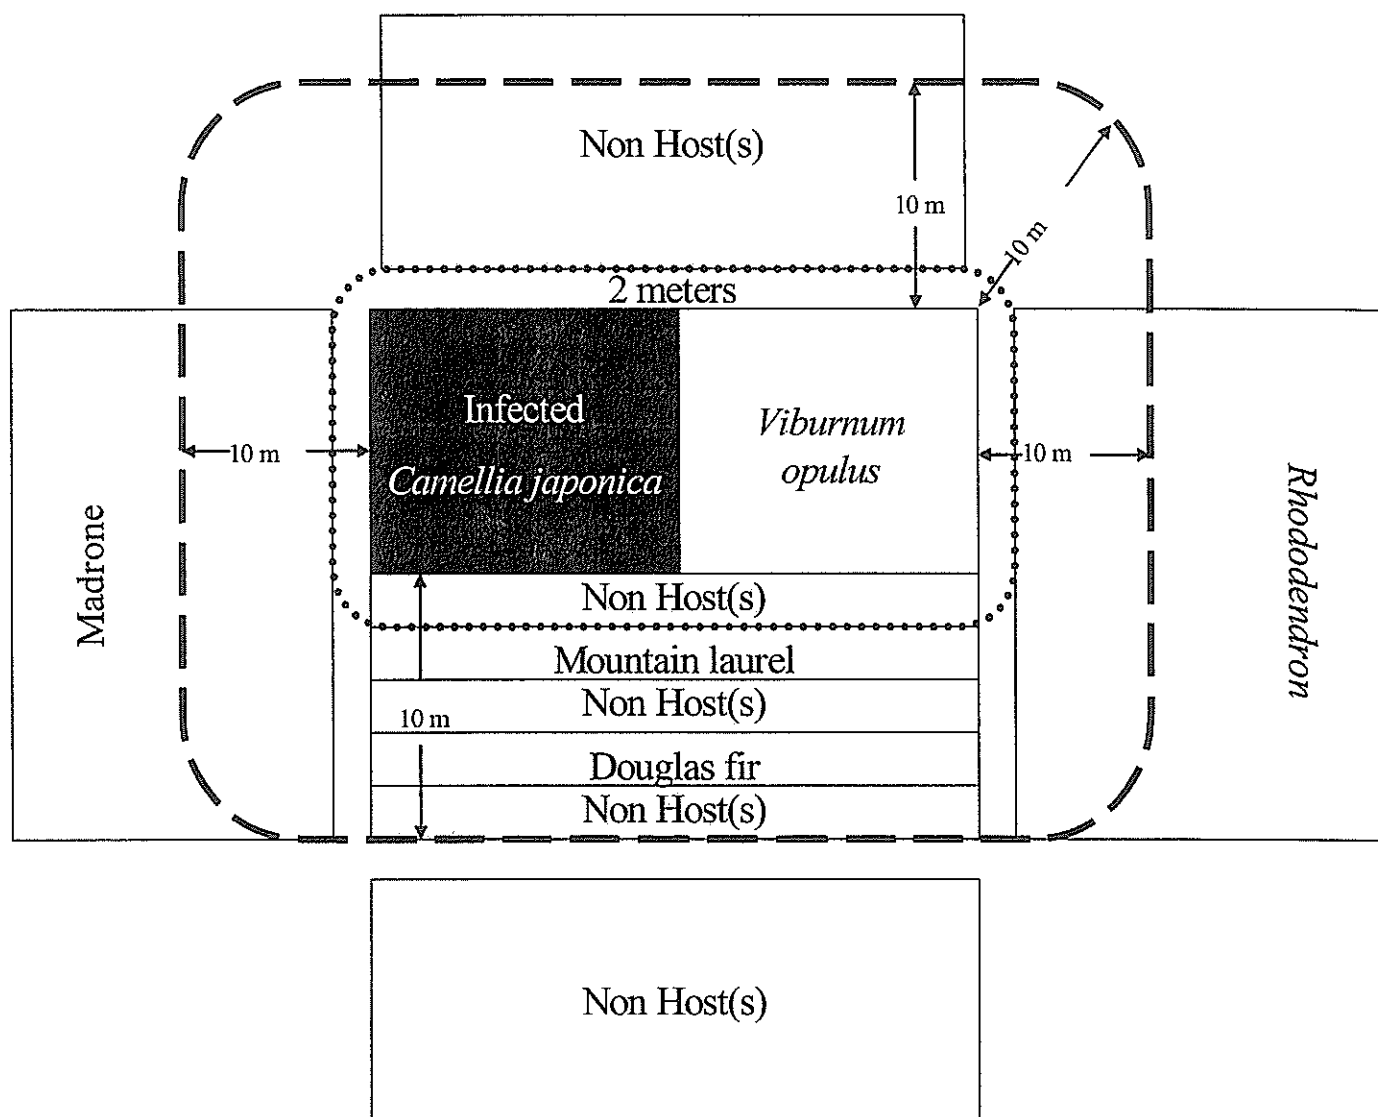 Non Host(s)
10 m
10 m
2 meters
Infected
Camellia japonica
Viburnum
opulus
10 m
10 m
Madrone
Rhododendron
Non Host(s)
Mountain laurel
Non Host(s)
10 m
Douglas fir
Non Host(s)
Non Host(s)